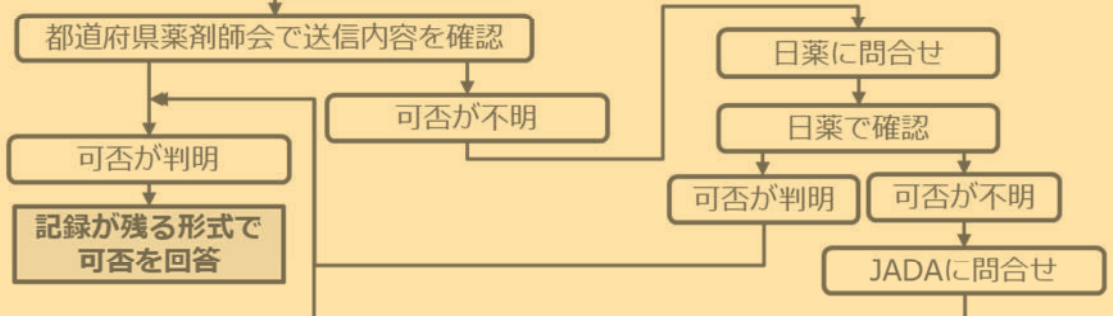 都道府県薬剤師会で送信内容を確認
日薬に問合せ
可否が不明
日薬で確認
可否が判明
可否が判明
可否が不明
記録が残る形式で
可否を回答
JADAに問合せ